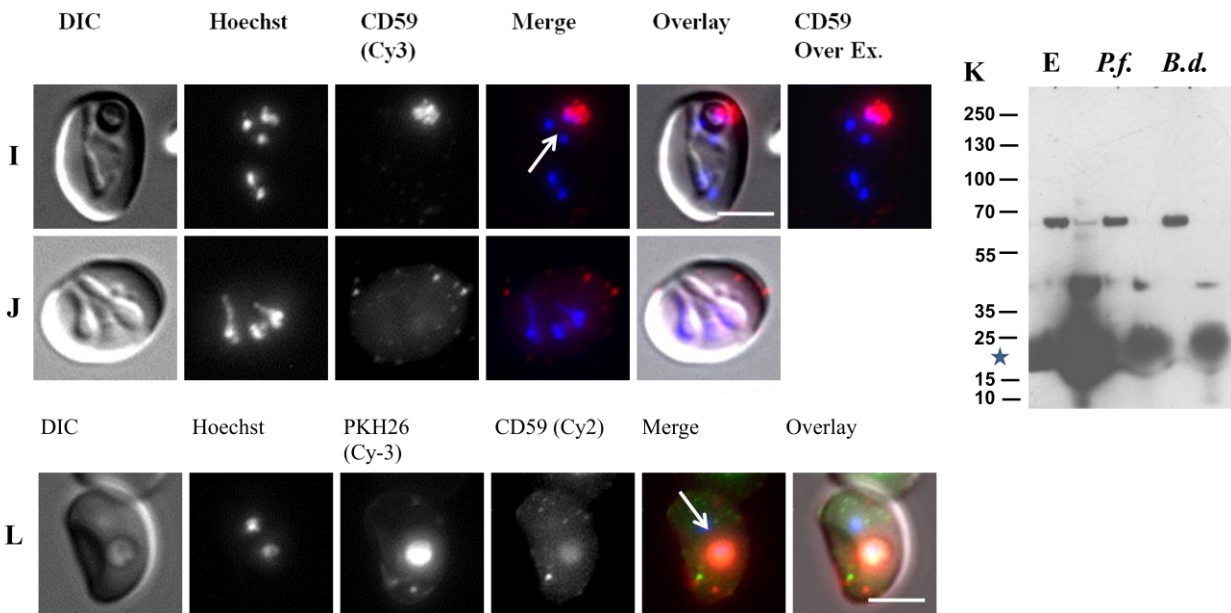 DIC Hoechst CD59 (Cy3) Merge Overlay CD59 Over Ex.
I
J
DIC Hoechst PKH26 (Cy-3) CD59 (Cy2) Merge Overlay
L
K E P.f. B.d.
250
130
100
70
55
35
25
15
10